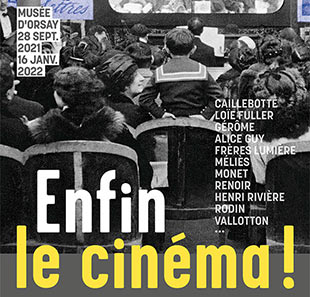 MUSÉE
D'ORSAY
28 SEPT.
2021
16 JANV.
2022
CAILLEBOTTE
LOÏE FULLER
GÉRÔME
ALICE GUY
FRÈRES LUMIÈRE
MÉLIÈS
MONET
RENOIR
HENRI RIVIÈRE
RODIN
VALLOTTON
...
Enfin
le cinéma !